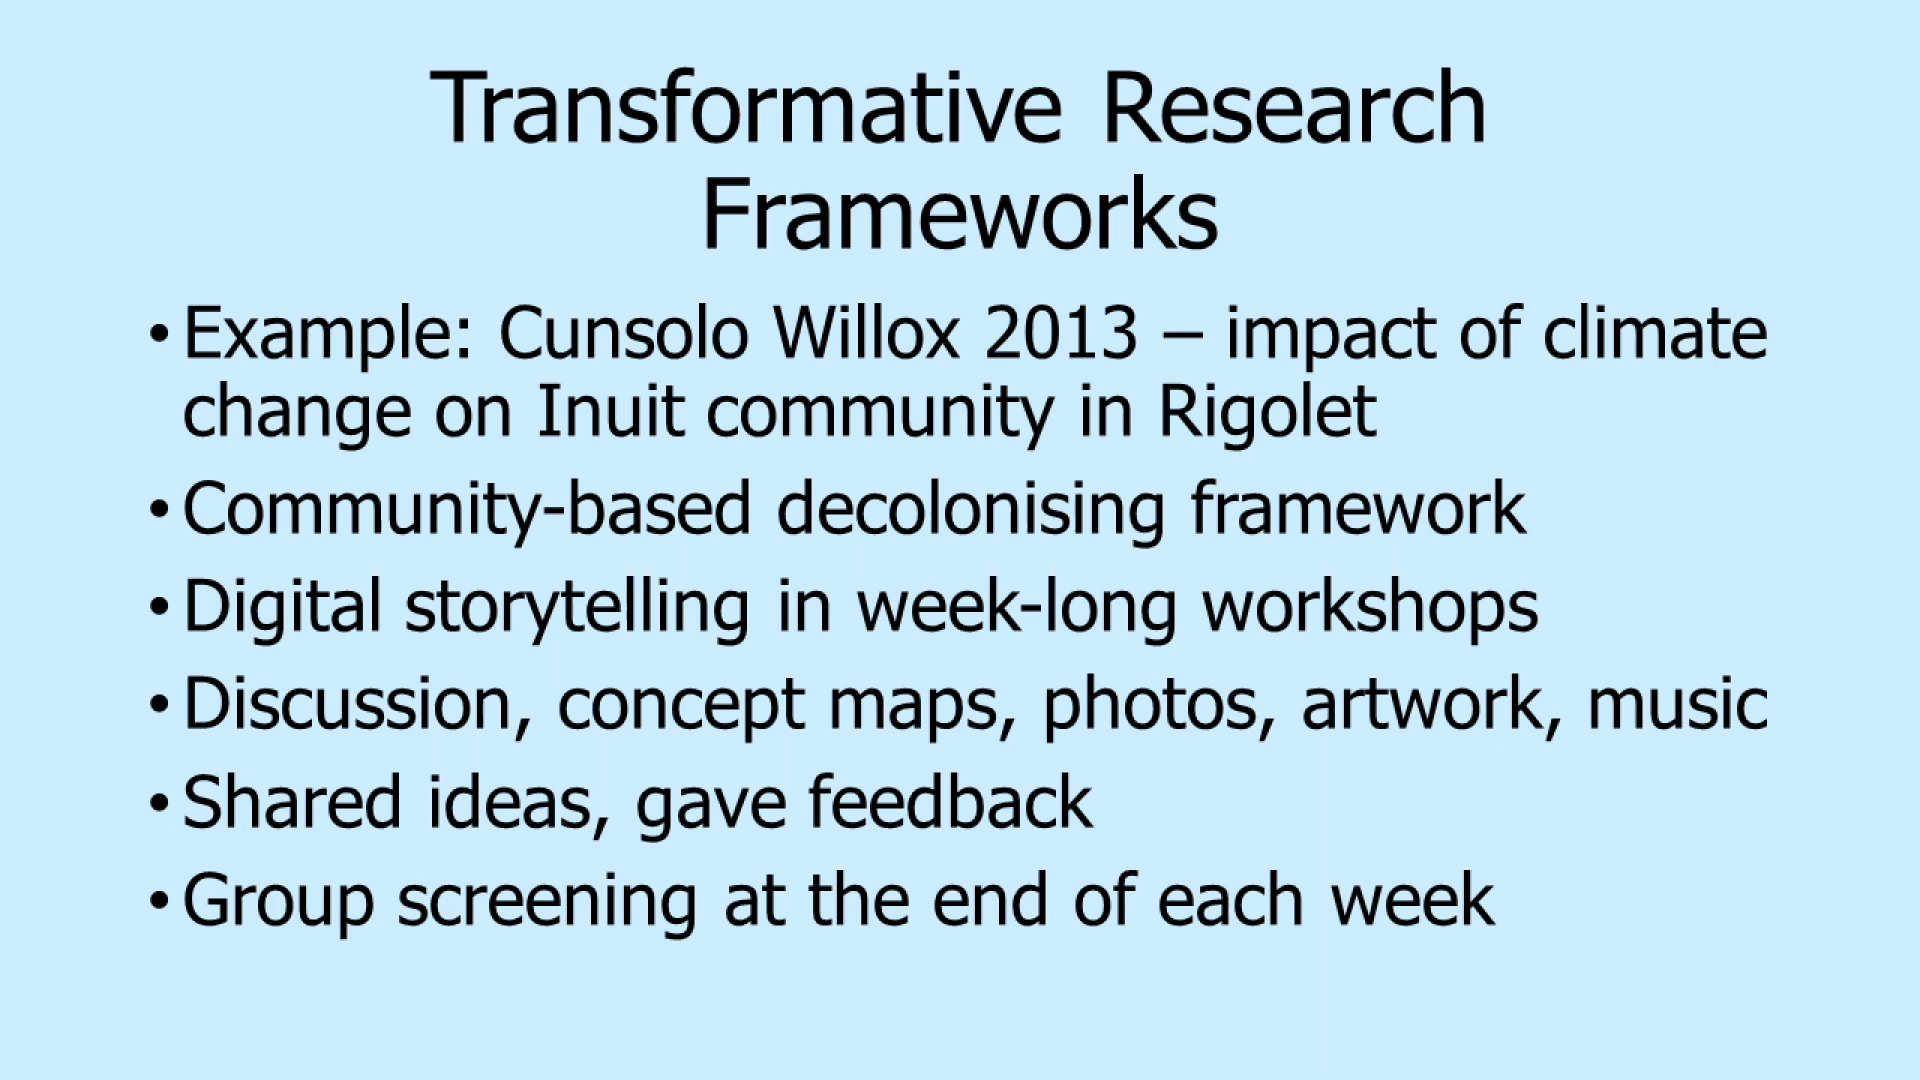 Transformative Research
Frameworks
• Example: Cunsolo Willox 2013 – impact of climate
change on Inuit community in Rigolet
• Community-based decolonising framework
• Digital storytelling in week-long workshops
• Discussion, concept maps, photos, artwork, music
• Shared ideas, gave feedback
• Group screening at the end of each week